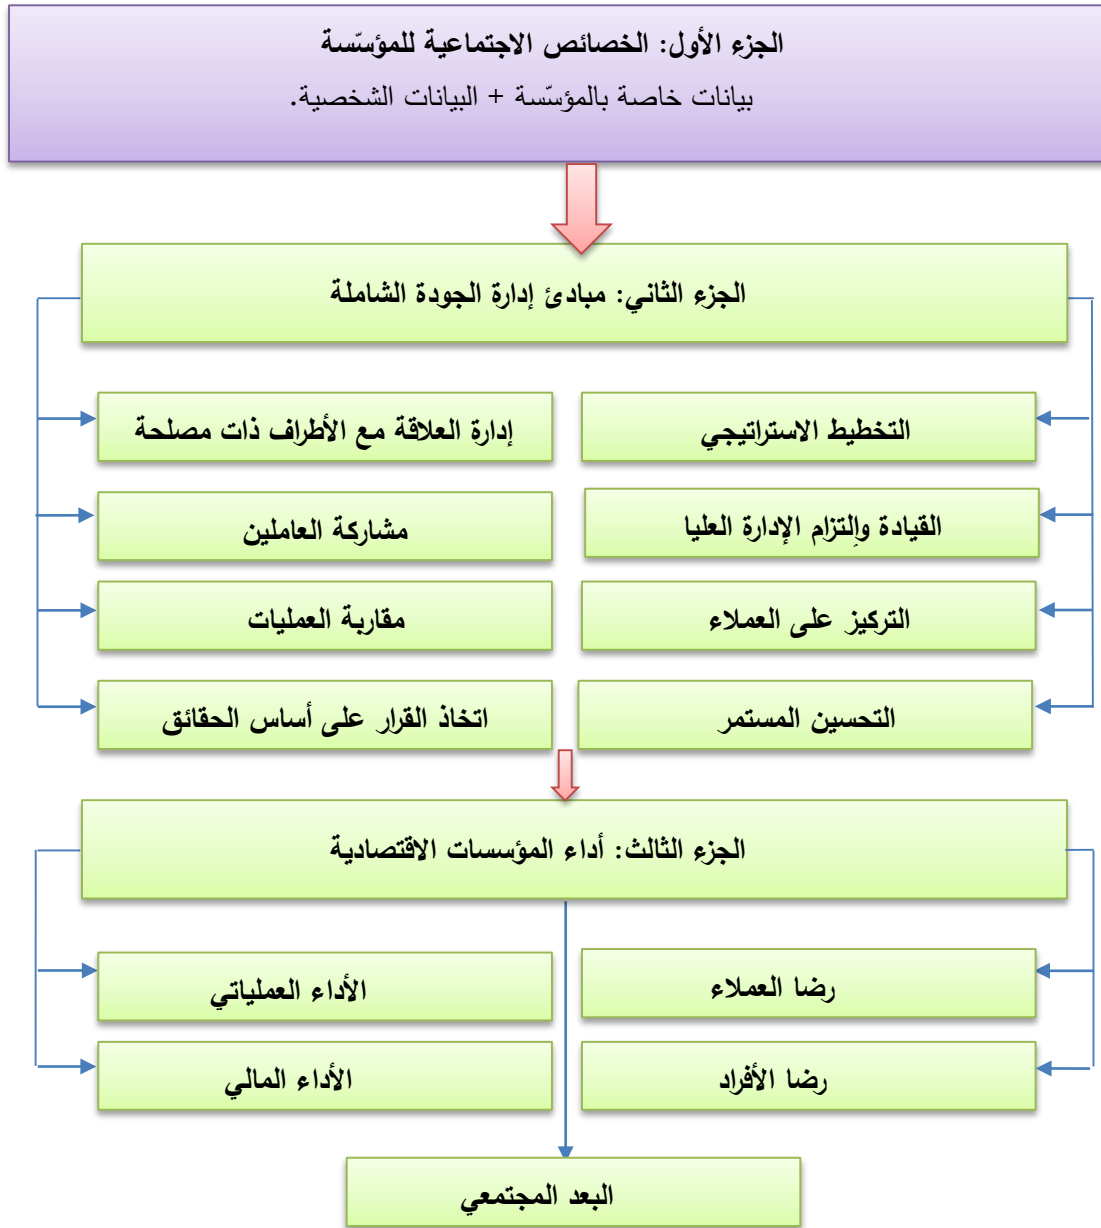 الجزء الأول: الخصائص الاجتماعية للمؤسّسة
بيانات خاصة بالمؤسّسة + البيانات الشخصية.
الجزء الثاني: مبادئ إدارة الجودة الشاملة
التخطيط الاستراتيجي
إدارة العلاقة مع الأطراف ذات مصلحة
القيادة وإلتزام الإدارة العليا
مشاركة العاملين
التركيز على العملاء
مقاربة العمليات
التحسين المستمر
اتخاذ القرار على أساس الحقائق
الجزء الثالث: أداء المؤسسات الاقتصادية
رضا العملاء
الأداء العملياتي
رضا الأفراد
الأداء المالي
البعد المجتمعي